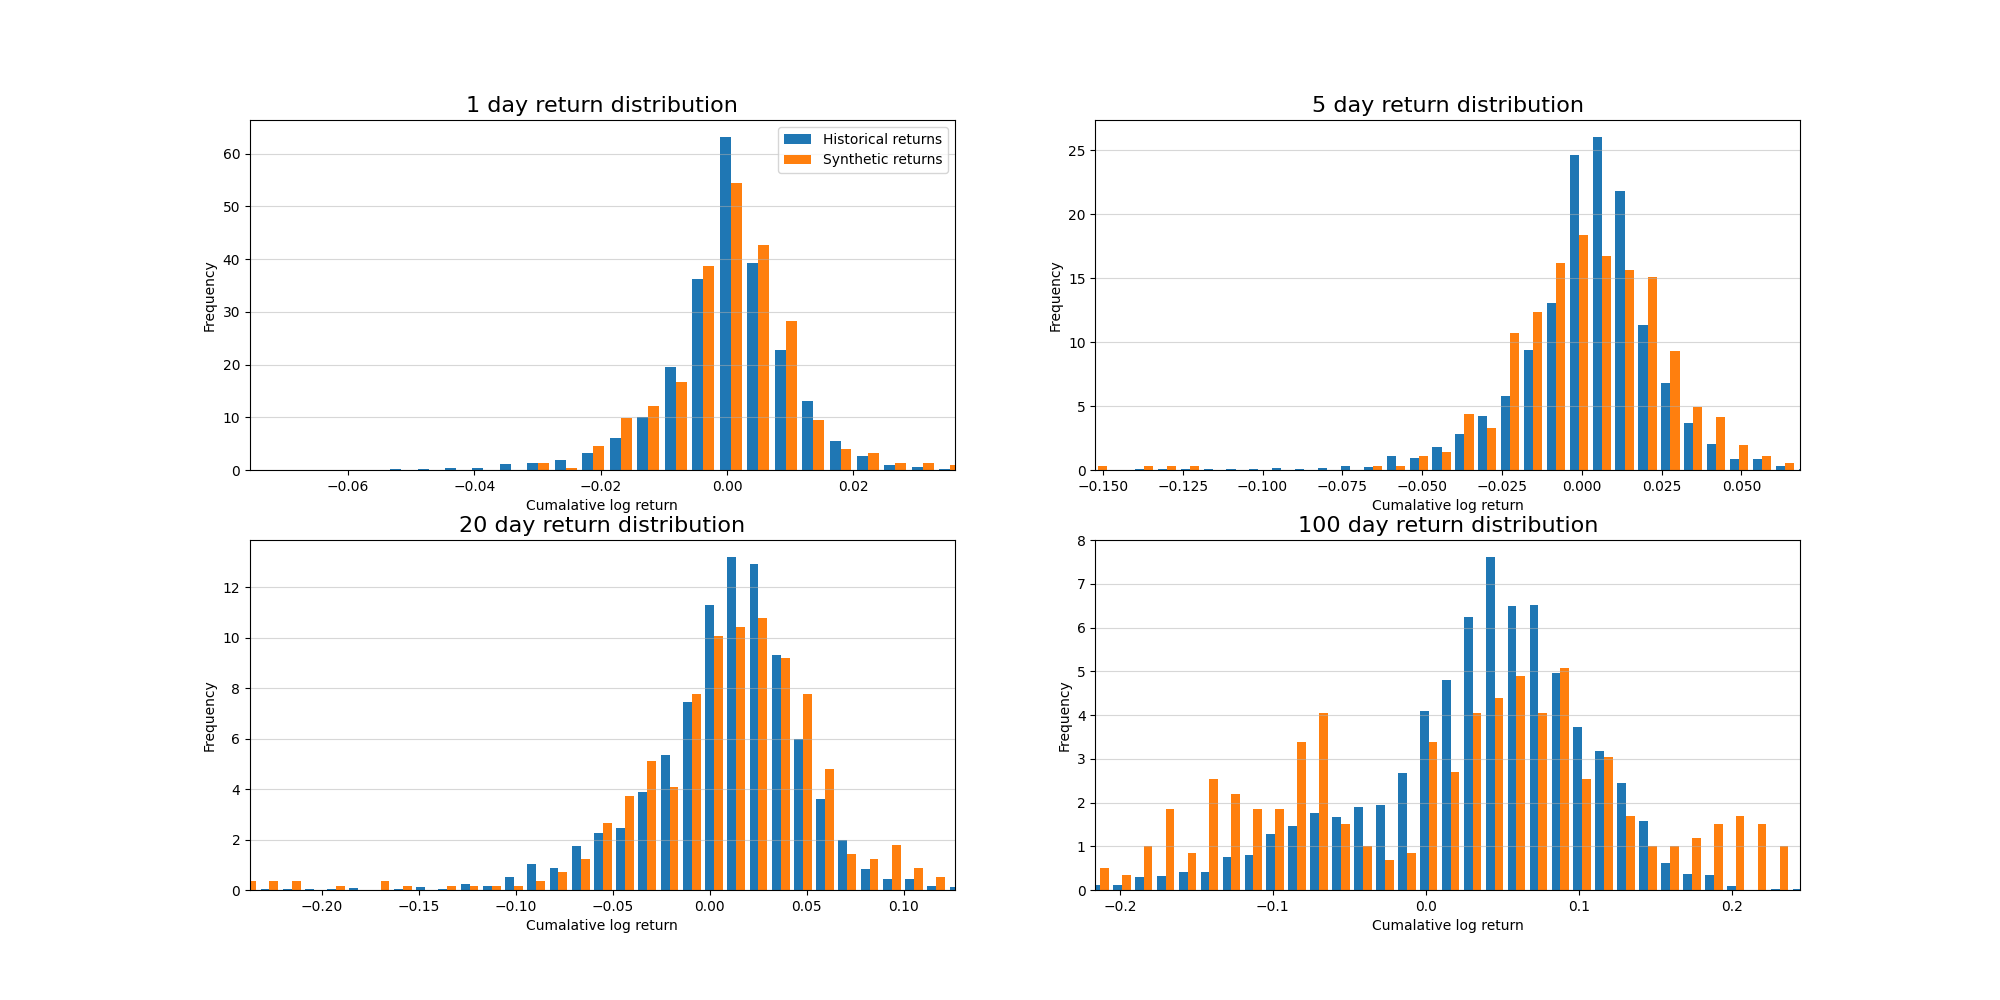 1 day return distribution
Historical returns
Synthetic returns
Frequency
60
50
40
30
20
10
0
−0.06 −0.04 −0.02 0.00 0.02
Cumalative log return
5 day return distribution
Frequency
25
20
15
10
5
0
−0.150 −0.125 −0.100 −0.075 −0.050 −0.025 0.000 0.025 0.050
Cumalative log return
20 day return distribution
Frequency
12
10
8
6
4
2
0
−0.20 −0.15 −0.10 −0.05 0.00 0.05 0.10
Cumalative log return
100 day return distribution
Frequency
8
7
6
5
4
3
2
1
0
−0.2 −0.1 0.0 0.1 0.2
Cumalative log return